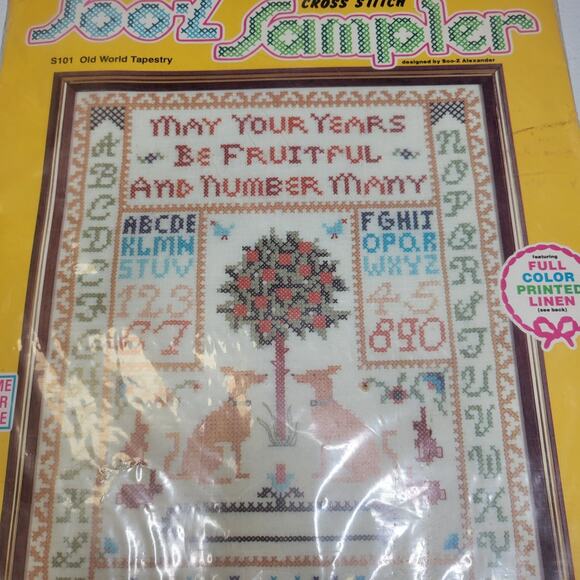 Soo-Z
CROSS STITCH
Sampler
S101 Old World Tapestry
designed by Soo-Z Alexander
MAY YOUR YEARS
BE FRUITFUL
AND NUMBER MANY
ABCDE
KLMN
STUV
123
67
FGHIT
OPQR
WXYZ
45
890
featuring
FULL
COLOR
PRINTED
LINEN
(see back)